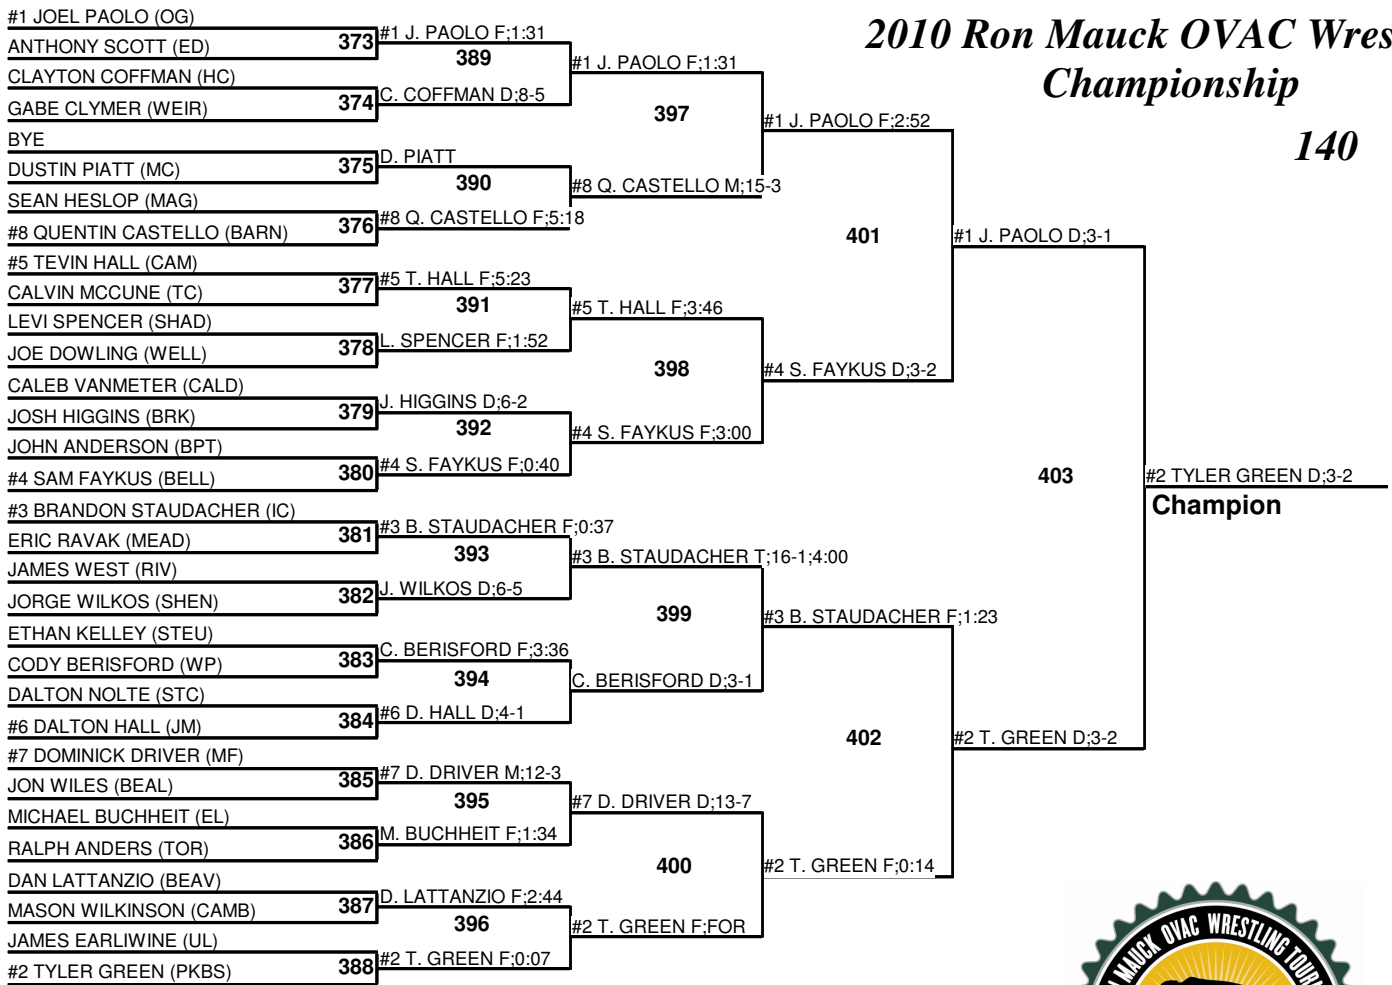 2010 Ron Mauck OVAC Wres
Championship
140
#1 JOEL PAOLO (OG)
ANTHONY SCOTT (ED)
CLAYTON COFFMAN (HC)
GABE CLYMER (WEIR)
BYE
DUSTIN PIATT (MC)
SEAN HESLOP (MAG)
#8 QUENTIN CASTELLO (BARN)
#5 TEVIN HALL (CAM)
CALVIN MCCUNE (TC)
LEVI SPENCER (SHAD)
JOE DOWLING (WELL)
CALEB VANMETER (CALD)
JOSH HIGGINS (BRK)
JOHN ANDERSON (BPT)
#4 SAM FAYKUS (BELL)
#3 BRANDON STAUDACHER (IC)
ERIC RAVAK (MEAD)
JAMES WEST (RIV)
JORGE WILKOS (SHEN)
ETHAN KELLEY (STEU)
CODY BERISFORD (WP)
DALTON NOLTE (STC)
#6 DALTON HALL (JM)
#7 DOMINICK DRIVER (MF)
JON WILES (BEAL)
MICHAEL BUCHHEIT (EL)
RALPH ANDERS (TOR)
DAN LATTANZIO (BEAV)
MASON WILKINSON (CAMB)
JAMES EARLIWINE (UL)
#2 TYLER GREEN (PKBS)
373
374
375
376
377
378
379
380
381
382
383
384
385
386
387
388
#1 J. PAOLO F;1:31
C. COFFMAN D;8-5
D. PIATT
#8 Q. CASTELLO F;5:18
#5 T. HALL F;5:23
L. SPENCER F;1:52
J. HIGGINS D;6-2
#4 S. FAYKUS F;0:40
#3 B. STAUDACHER F;0:37
J. WILKOS D;6-5
C. BERISFORD F;3:36
#6 D. HALL D;4-1
#7 D. DRIVER M;12-3
M. BUCHHEIT F;1:34
D. LATTANZIO F;2:44
#2 T. GREEN F;0:07
389
390
391
392
393
394
395
396
#1 J. PAOLO F;1:31
#8 Q. CASTELLO M;15-3
#5 T. HALL F;3:46
#4 S. FAYKUS F;3:00
#3 B. STAUDACHER T;16-1;4:00
C. BERISFORD D;3-1
#7 D. DRIVER D;13-7
#2 T. GREEN F;FOR
397
398
399
400
#1 J. PAOLO F;2:52
#4 S. FAYKUS D;3-2
#3 B. STAUDACHER F;1:23
#2 T. GREEN F;0:14
401
402
#1 J. PAOLO D;3-1
#2 T. GREEN D;3-2
403
#2 TYLER GREEN D;3-2
Champion
MAUCK OVAC WRESTLING TOUR